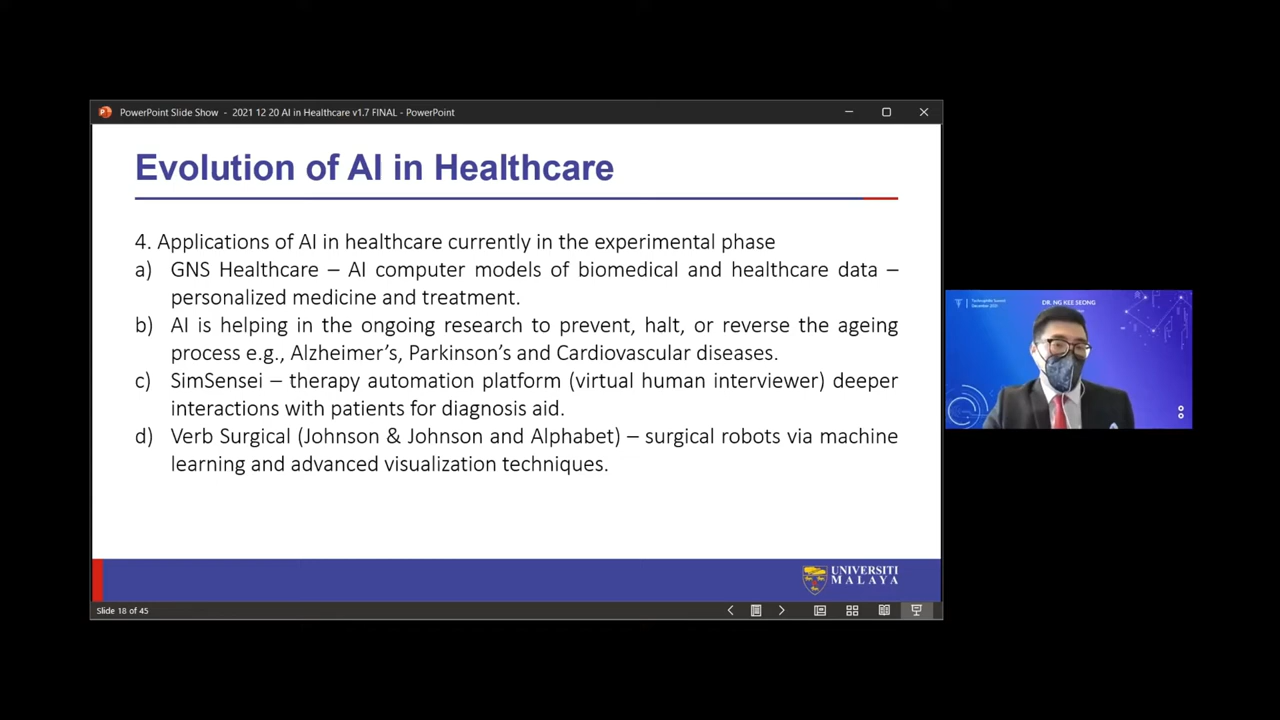 PowerPoint Slide Show - 2021 12 20 AI in Healthcare v1.7 FINAL - PowerPoint
Evolution of AI in Healthcare
4. Applications of AI in healthcare currently in the experimental phase
a) GNS Healthcare – AI computer models of biomedical and healthcare data –
personalized medicine and treatment.
b) AI is helping in the ongoing research to prevent, halt, or reverse the ageing
process e.g., Alzheimer's, Parkinson's and Cardiovascular diseases.
c) SimSensei – therapy automation platform (virtual human interviewer) deeper
interactions with patients for diagnosis aid.
d) Verb Surgical (Johnson & Johnson and Alphabet) – surgical robots via machine
learning and advanced visualization techniques.
UNIVERSITI
MALAYA
Slide 18 of 45
DR. NG KEE SEONG